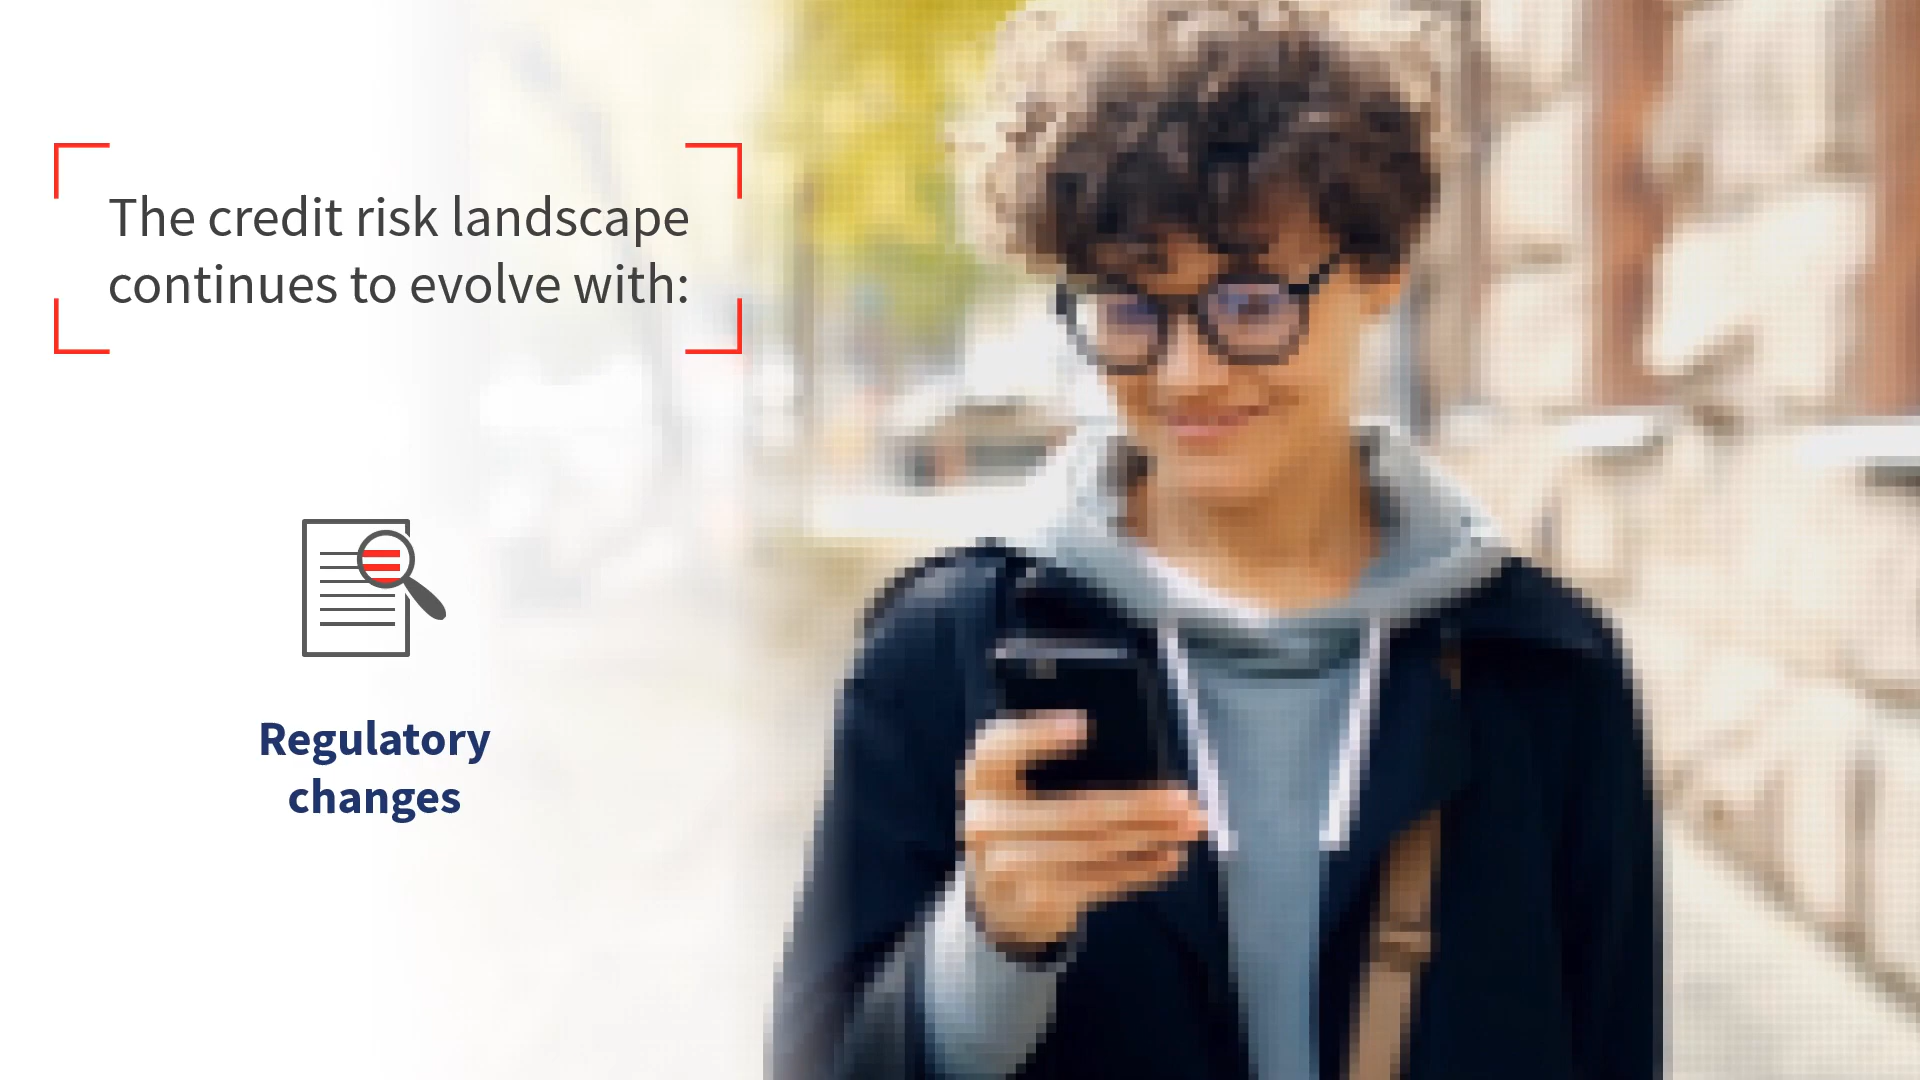 The credit risk landscape
continues to evolve with:
Regulatory
changes